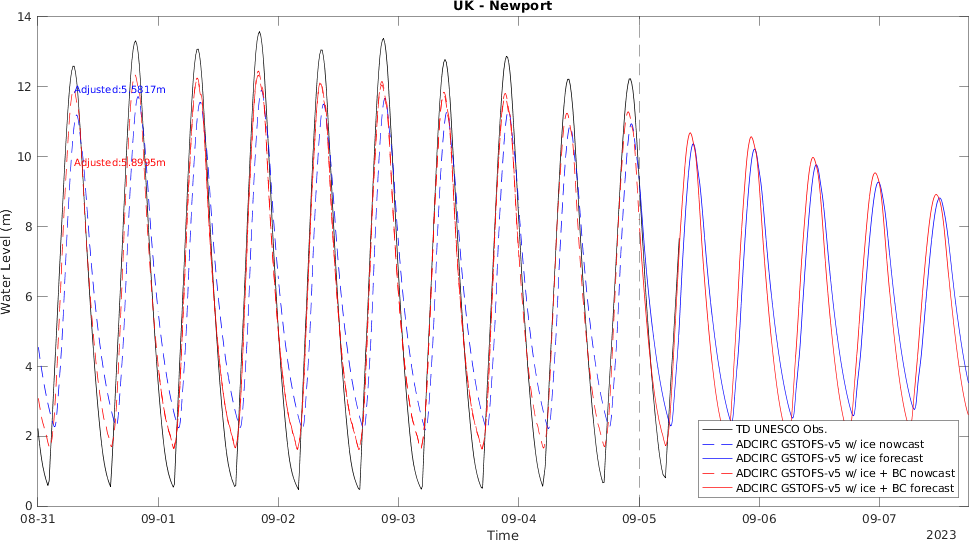 UK - Newport
14
12
10
8
6
4
2
0
Water Level (m)
Adjusted:5.5817m
Adjusted:5.8995m
TD UNESCO Obs.
ADCIRC GSTOFS-v5 w/ ice nowcast
ADCIRC GSTOFS-v5 w/ ice forecast
ADCIRC GSTOFS-v5 w/ ice + BC nowcast
ADCIRC GSTOFS-v5 w/ ice + BC forecast
08-31 09-01 09-02 09-03 09-04 09-05 09-06 09-07
Time
2023